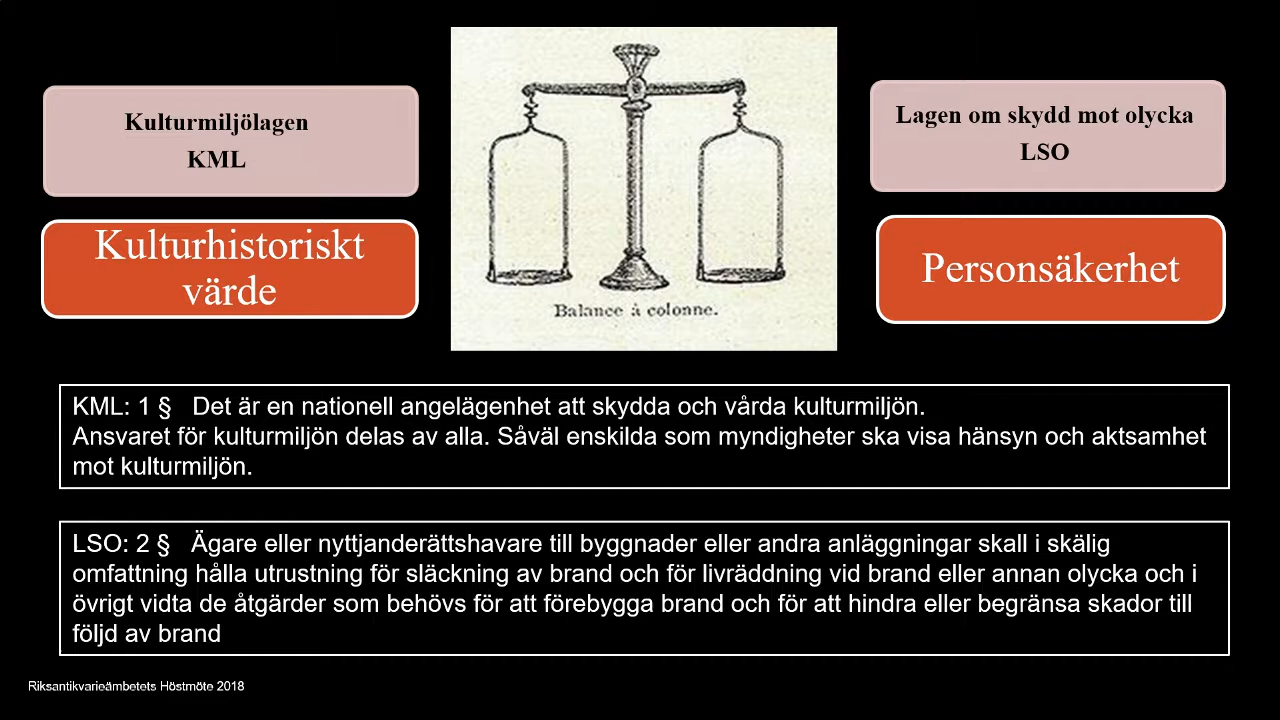 Kulturmiljölagen
KML
Kulturhistoriskt
värde
Balance à colonne.
Lagen om skydd mot olycka
LSO
Personsäkerhet
KML: 1 §   Det är en nationell angelägenhet att skydda och vårda kulturmiljön.
Ansvaret för kulturmiljön delas av alla. Såväl enskilda som myndigheter ska visa hänsyn och aktsamhet
mot kulturmiljön.
LSO: 2 §   Ägare eller nyttjanderättshavare till byggnader eller andra anläggningar skall i skälig
omfattning hålla utrustning för släckning av brand och för livräddning vid brand eller annan olycka och i
övrigt vidta de åtgärder som behövs för att förebygga brand och för att hindra eller begränsa skador till
följd av brand
Riksantikvarieämbetets Höstmöte 2018